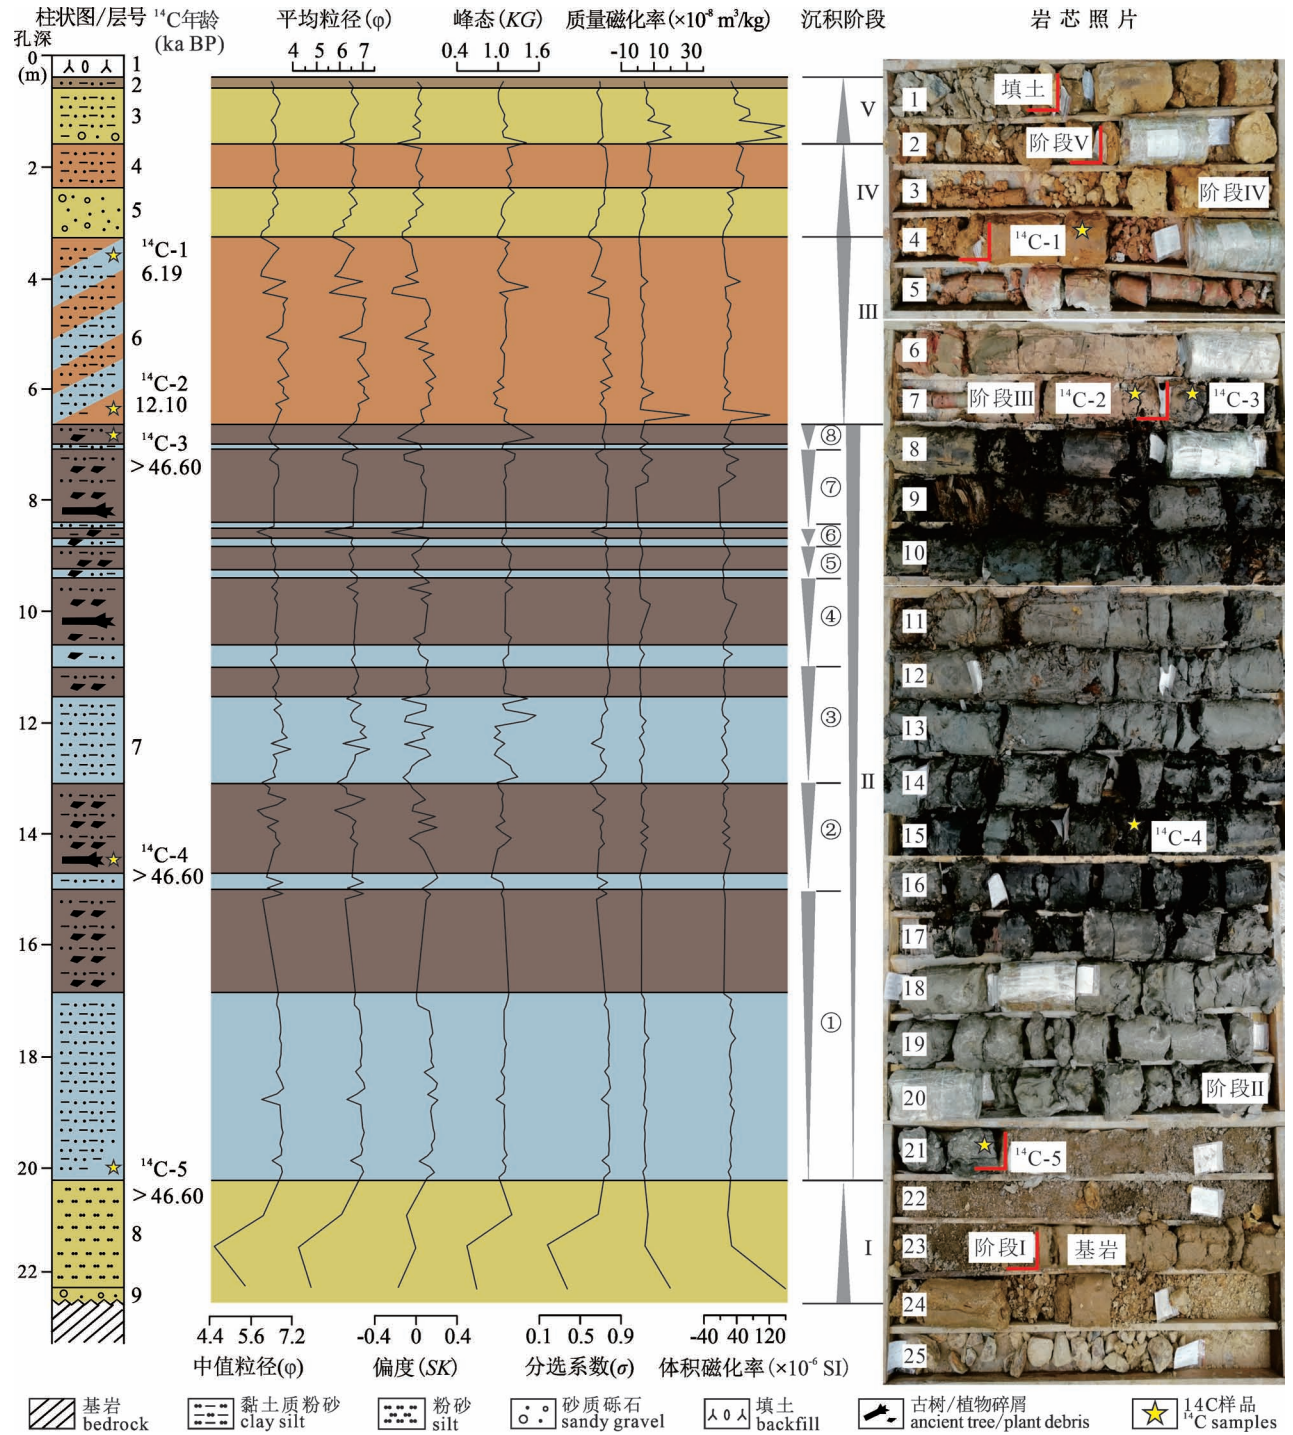 柱状图/层号 ¹⁴C年龄 (ka BP) 平均粒径(φ) 峰态(KG) 质量磁化率(×10⁻⁸ m³/kg) 沉积阶段 岩芯照片
孔深 (m)
4 5 6 7
0.4 1.0 1.6
-10 10 30
0
2
4
6
8
10
12
14
16
18
20
22
1
2
3
4
5
6
7
8
9
¹⁴C-1
6.19
¹⁴C-2
12.10
¹⁴C-3
>46.60
¹⁴C-4
>46.60
¹⁴C-5
>46.60
V
IV
III
II
I
⑧
⑦
⑥
⑤
④
③
②
①
1 填土
2 阶段V
3 阶段IV
4 ¹⁴C-1
5
6
7 阶段III ¹⁴C-2 ¹⁴C-3
8
9
10
11
12
13
14
15 ¹⁴C-4
16
17
18
19
20 阶段II
21 ¹⁴C-5
22
23 阶段I 基岩
24
25
4.4 5.6 7.2
-0.4 0 0.4
0.1 0.5 0.9
-40 40 120
中值粒径(φ) 偏度(SK) 分选系数(σ) 体积磁化率(×10⁻⁶ SI)
基岩
bedrock
黏土质粉砂
clay silt
粉砂
silt
砂质砾石
sandy gravel
填土
backfill
古树/植物碎屑
ancient tree/plant debris
14C样品
¹⁴C samples